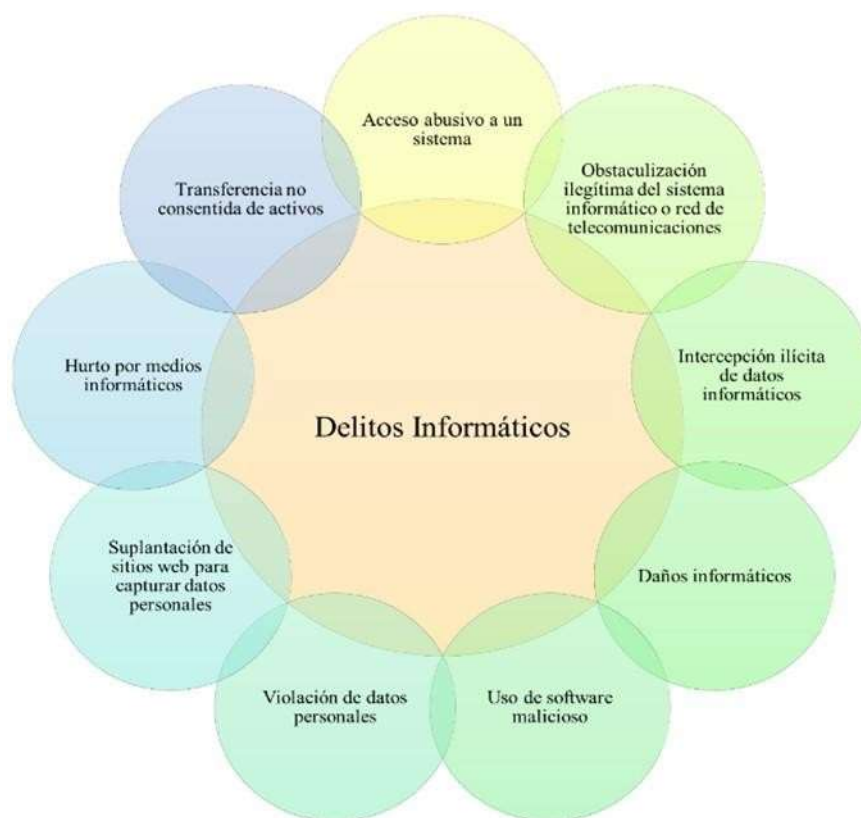 Acceso abusivo a un
sistema
Obstaculización
ilegítima del sistema
informático o red de
telecomunicaciones
Intercepción ilícita
de datos
informáticos
Daños informáticos
Uso de software
malicioso
Violación de datos
personales
Suplantación de
sitios web para
capturar datos
personales
Hurto por medios
informáticos
Transferencia no
consentida de activos
Delitos Informáticos